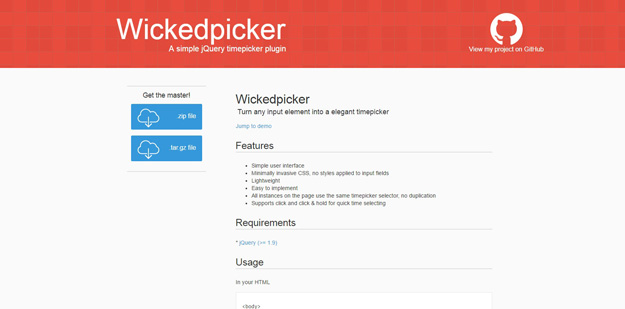 Wickedpicker
A simple jQuery timepicker plugin
View my project on GitHub
Get the master!
.zip file
tar.gz file
Wickedpicker
Turn any input element into a elegant timepicker
Jump to demo
Features
Simple user interface
Minimally invasive CSS, no styles applied to input fields
Lightweight
Easy to implement
All instances on the page use the same timepicker selector, no duplication
Supports click and click & hold for quick time selecting
Requirements
* jQuery (>= 1.9)
Usage
In your HTML
<body>